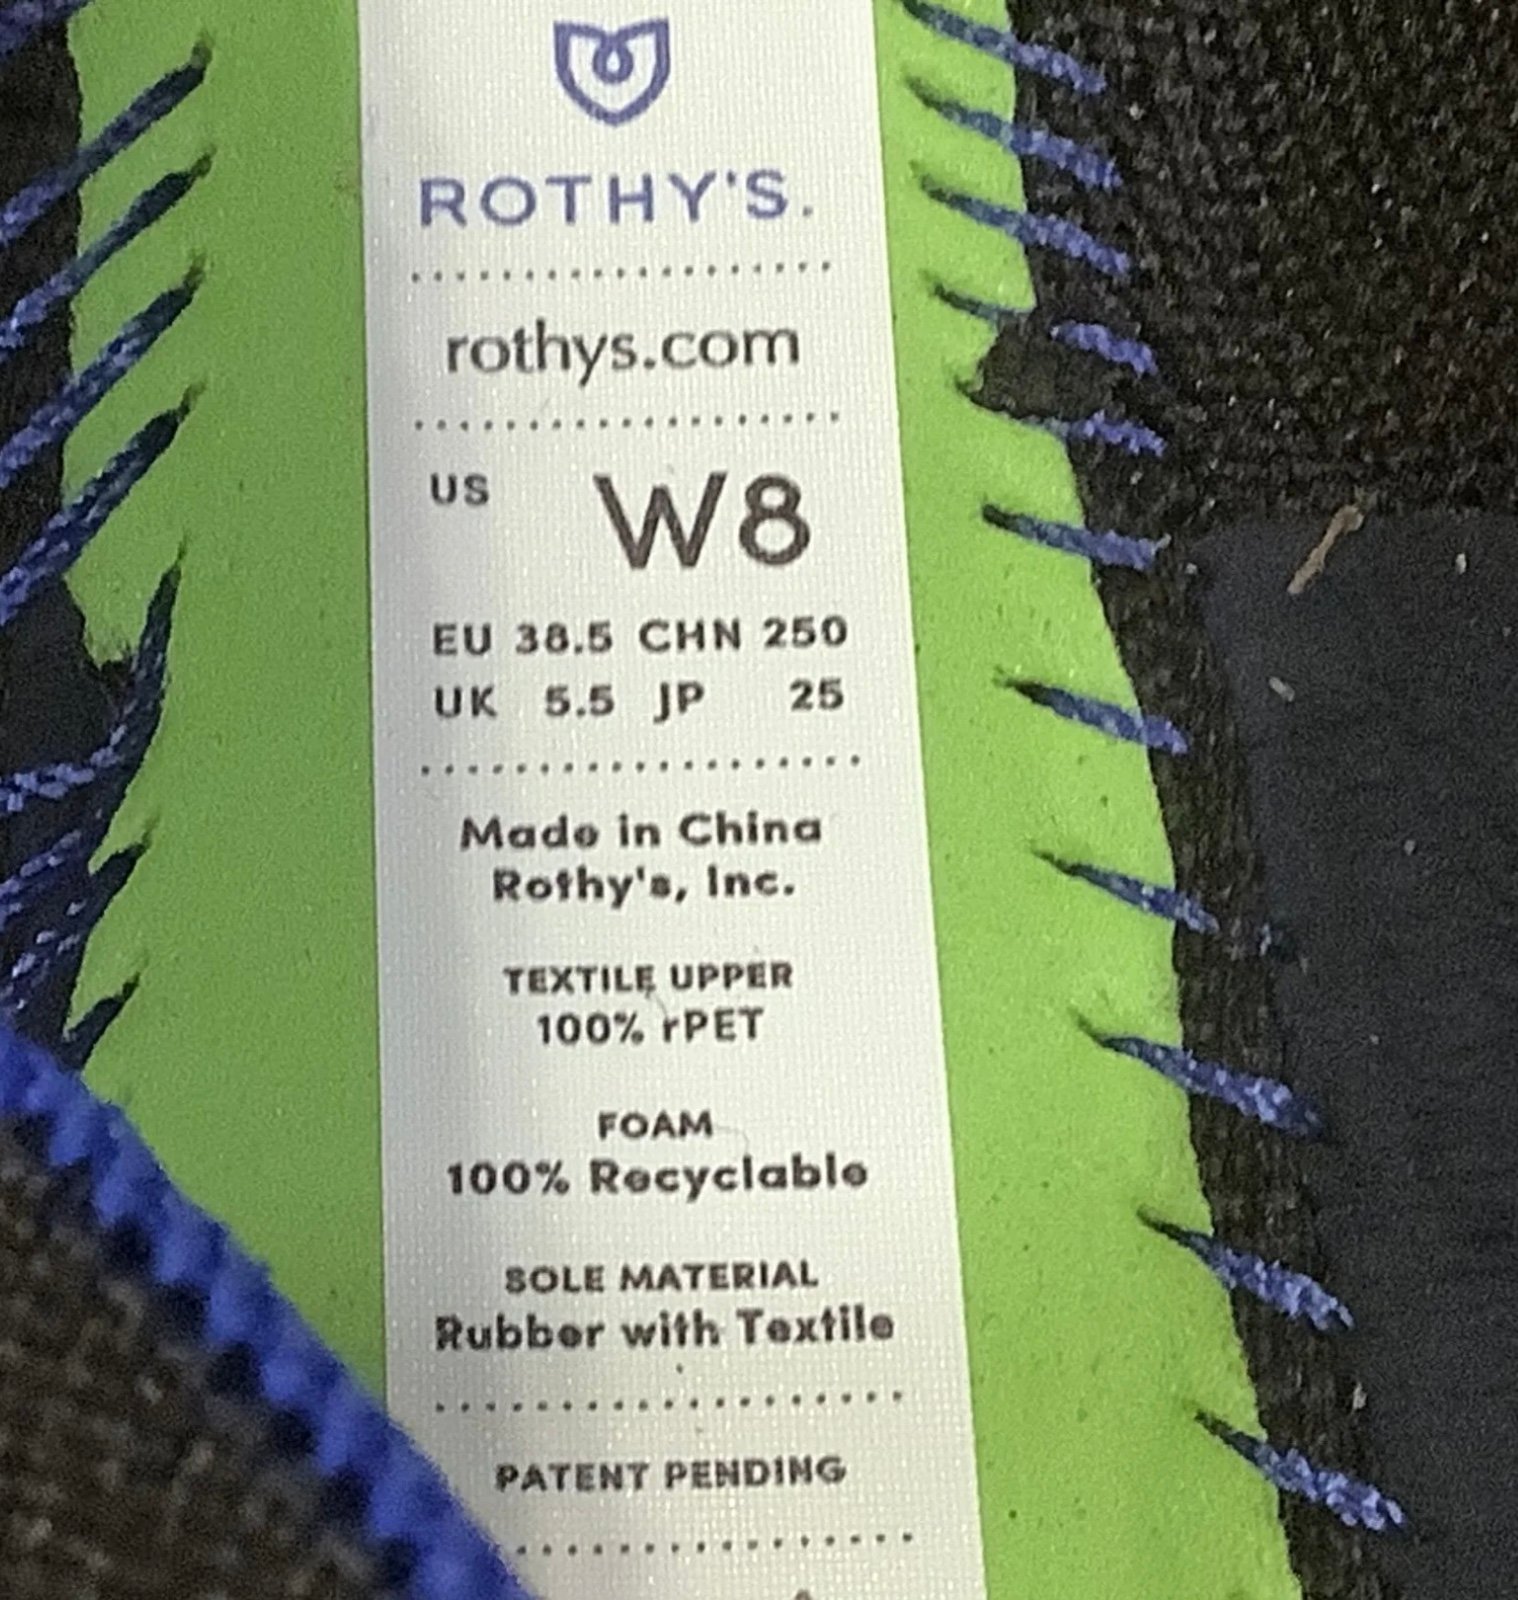 ROTHY'S.
rothys.com
US W8
EU 38.5 CHN 250
UK 5.5 JP 25
Made in China
Rothy's, Inc.
TEXTILE UPPER
100% rPET
FOAM
100% Recyclable
SOLE MATERIAL
Rubber with Textile
PATENT PENDING